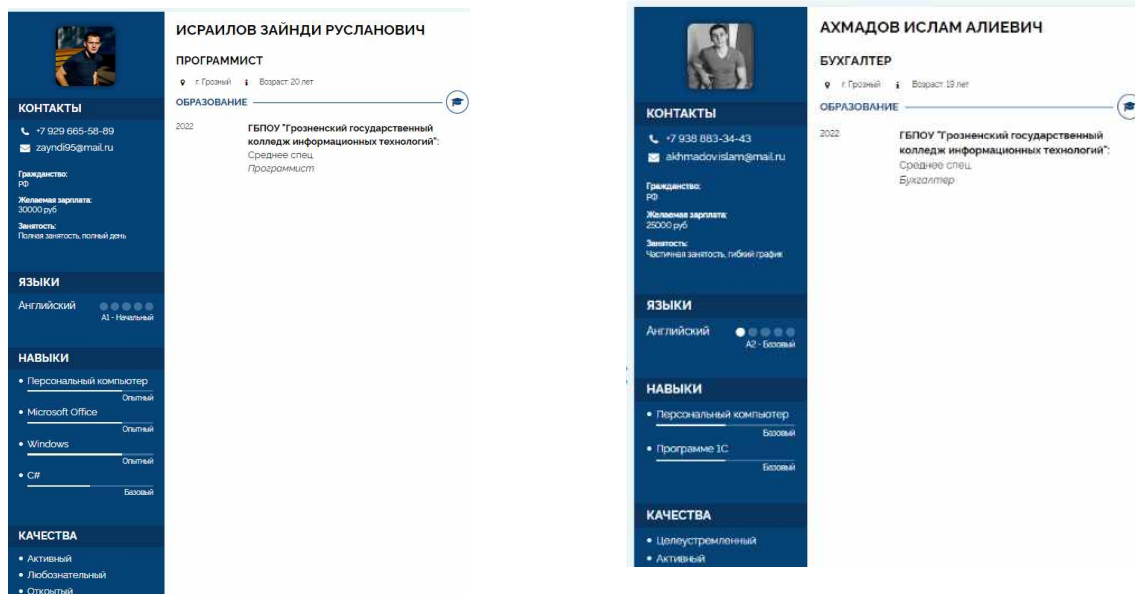 ИСРАИЛОВ ЗАЙНДИ РУСЛАНОВИЧ
ПРОГРАММИСТ
г. Грозный Возраст: 20 лет
ОБРАЗОВАНИЕ
2022
ГБПОУ "Грозненский государственный
колледж информационных технологий":
Среднее спец.
Программист
КОНТАКТЫ
+7 929 665-58-89
zayndi95@mail.ru
Гражданство:
РФ
Желаемая зарплата:
30000 руб
Занятость:
Полная занятость, полный день
ЯЗЫКИ
Английский
A1 - Начальный
НАВЫКИ
• Персональный компьютер
Опытный
• Microsoft Office
Опытный
• Windows
Опытный
• C#
Базовый
КАЧЕСТВА
• Активный
• Любознательный
• Открытый
АХМАДОВ ИСЛАМ АЛИЕВИЧ
БУХГАЛТЕР
г. Грозный Возраст: 19 лет
ОБРАЗОВАНИЕ
2022
ГБПОУ "Грозненский государственный
колледж информационных технологий":
Среднее спец.
Бухгалтер
КОНТАКТЫ
+7 938 883-34-43
akhmadov.islam@mail.ru
Гражданство:
РФ
Желаемая зарплата:
25000 руб
Занятость:
Частичная занятость, гибкий график
ЯЗЫКИ
Английский
A2 - Базовый
НАВЫКИ
• Персональный компьютер
Базовый
• Программе 1С
Базовый
КАЧЕСТВА
• Целеустремленный
• Активный